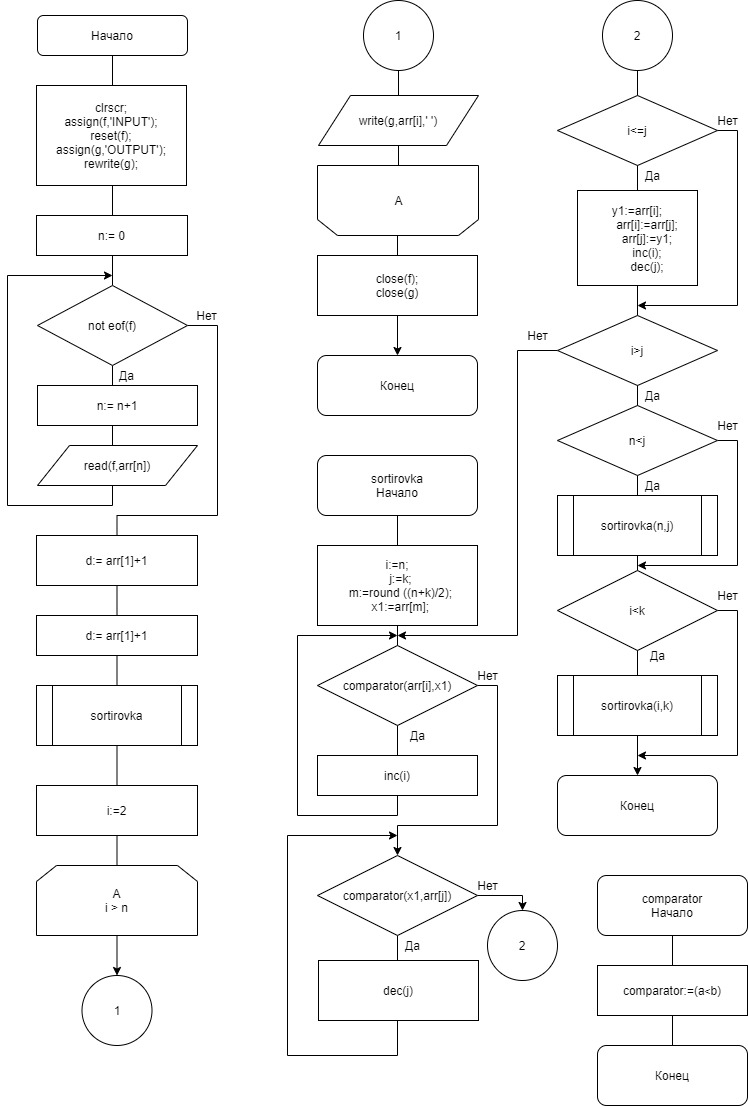 Начало
clrscr;
assign(f,'INPUT');
reset(f);
assign(g,'OUTPUT');
rewrite(g);
n:= 0
not eof(f)
Нет
Да
n:= n+1
read(f,arr[n])
d:= arr[1]+1
d:= arr[1]+1
sortirovka
i:=2
A
i > n
1
1
write(g,arr[i],' ')
A
close(f);
close(g)
Конец
sortirovka
Начало
i:=n;
j:=k;
m:=round ((n+k)/2);
x1:=arr[m];
comparator(arr[i],x1)
Нет
Да
inc(i)
comparator(x1,arr[j])
Нет
Да
dec(j)
2
2
i<=j
Нет
Да
y1:=arr[i];
arr[i]:=arr[j];
arr[j]:=y1;
inc(i);
dec(j);
i>j
Нет
Да
n<j
Нет
Да
sortirovka(n,j)
i<k
Нет
Да
sortirovka(i,k)
Конец
comparator
Начало
comparator:=(a<b)
Конец